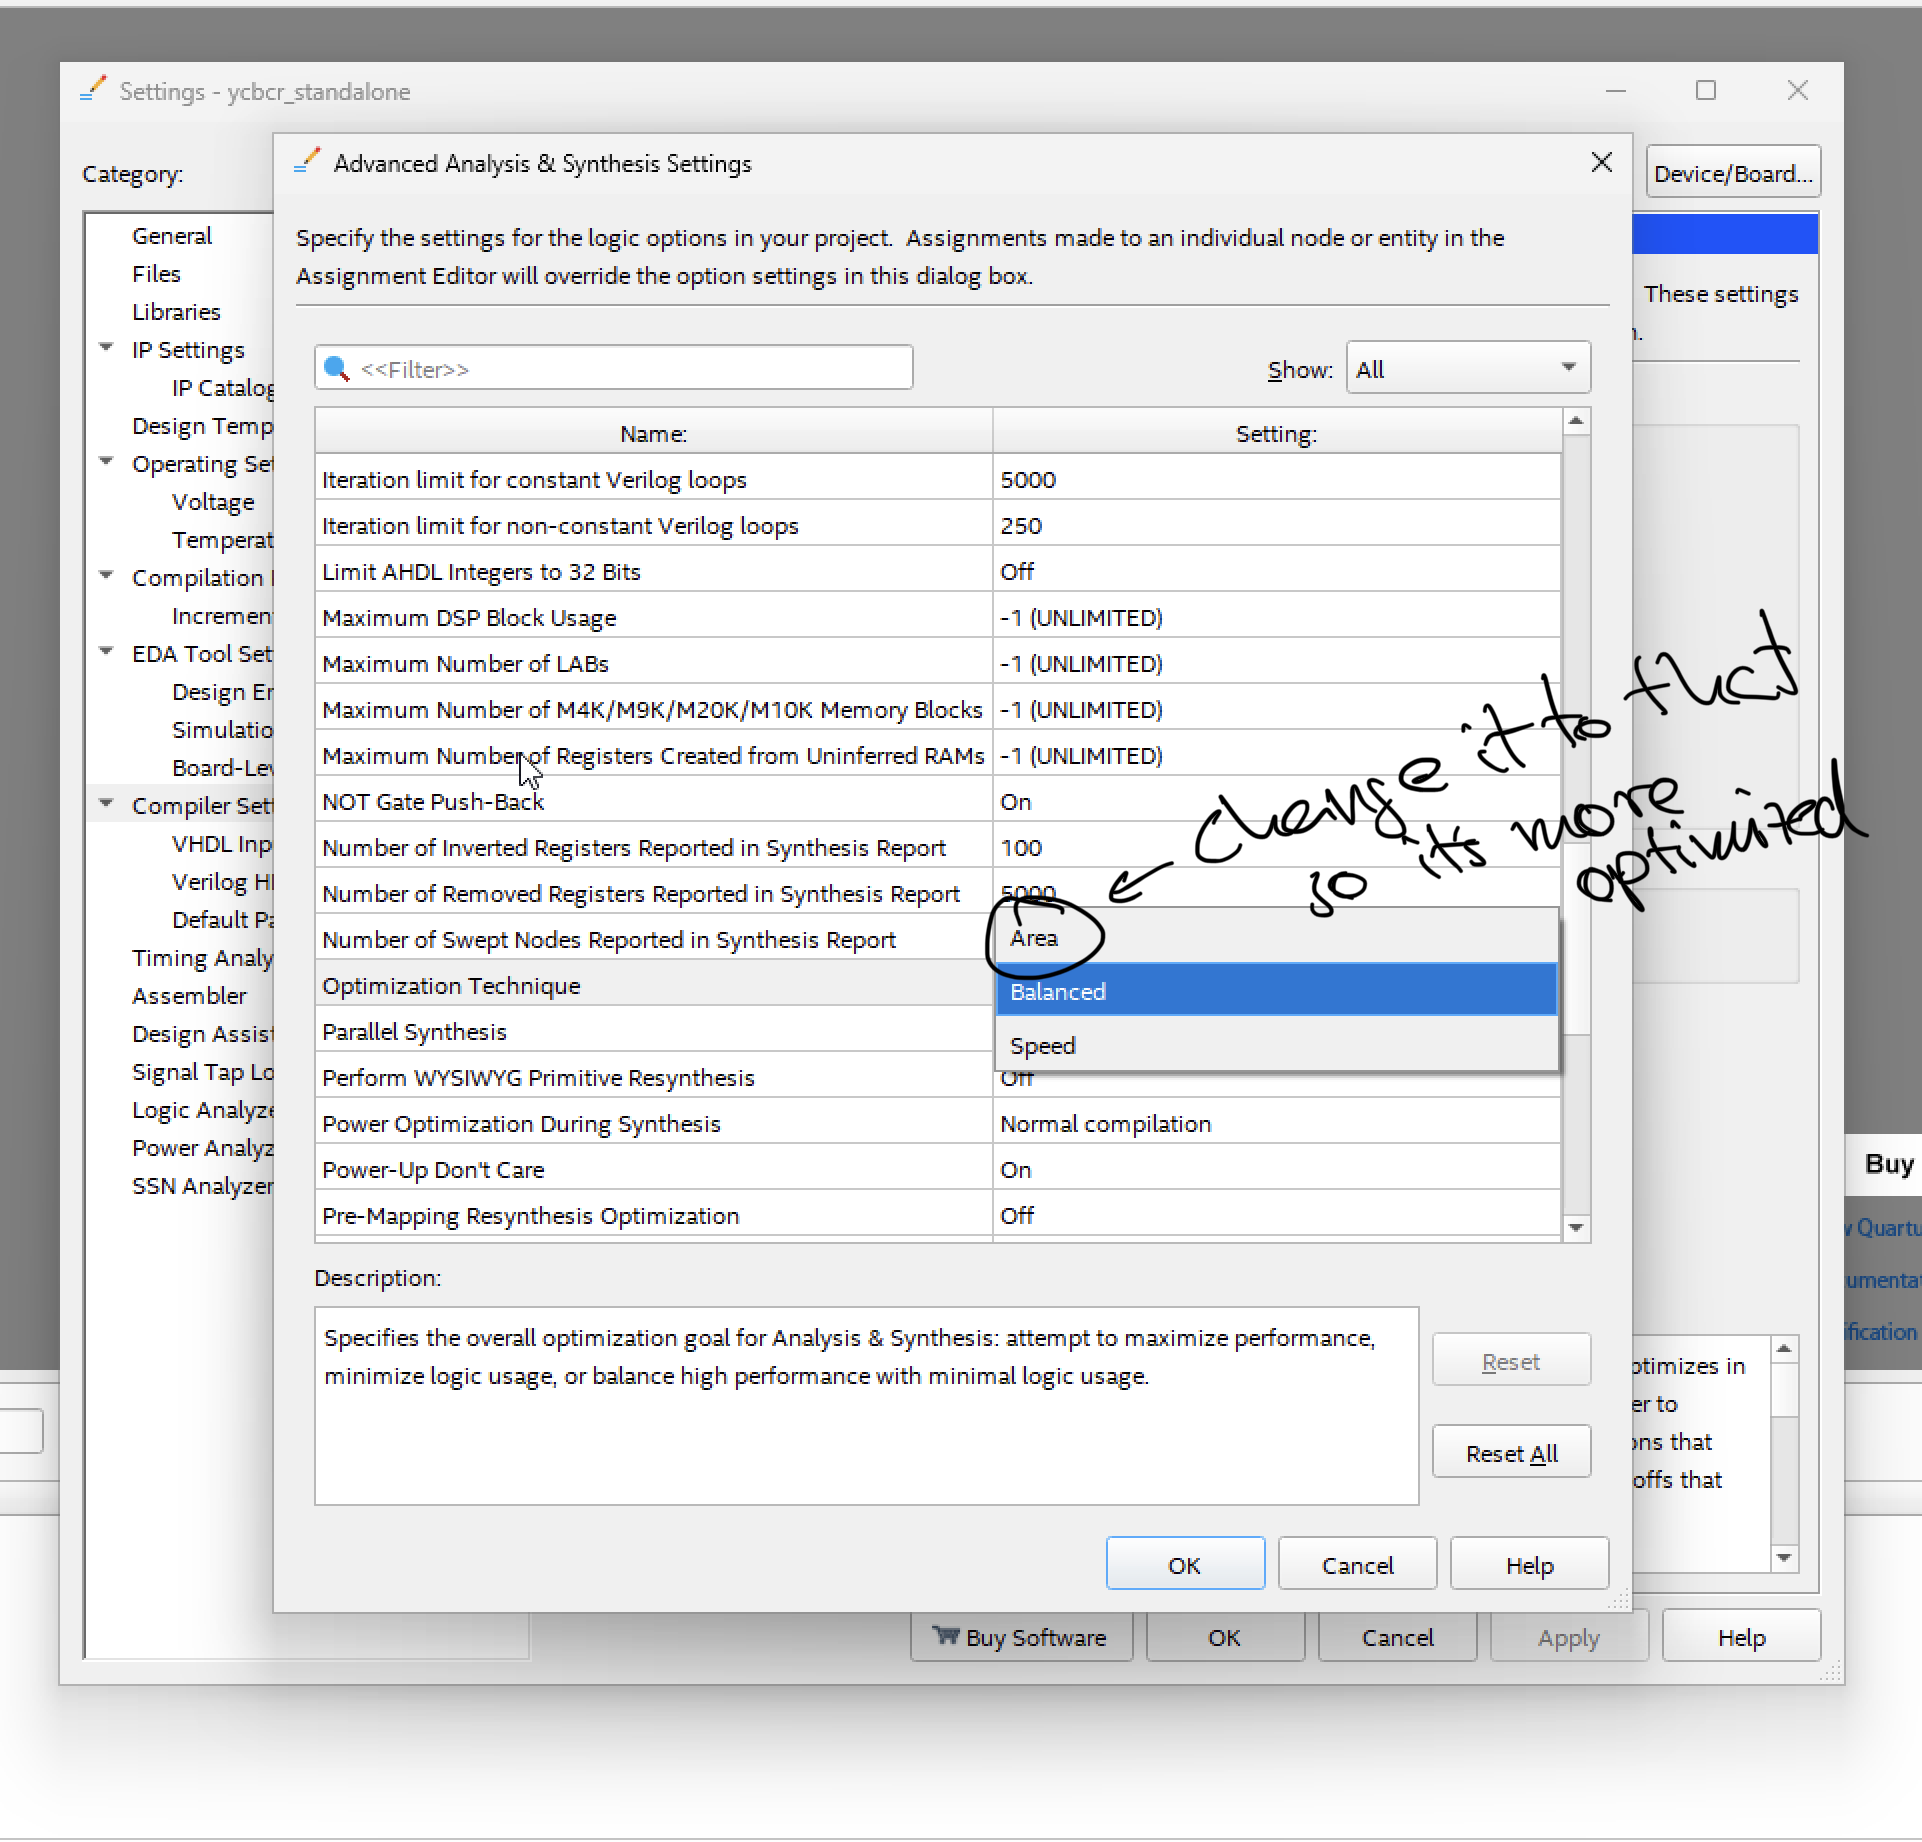 Settings - ycbcr_standalone
Category:
Device/Board...
General
Files
Libraries
IP Settings
IP Catalog
Design Temp
Operating Set
Voltage
Temperat
Compilation
Incremen
EDA Tool Set
Design En
Simulatio
Board-Lev
Compiler Sett
VHDL Inp
Verilog H
Default Pa
Timing Analy
Assembler
Design Assist
Signal Tap Lo
Logic Analyze
Power Analyz
SSN Analyzer
These settings
Advanced Analysis & Synthesis Settings
Specify the settings for the logic options in your project.  Assignments made to an individual node or entity in the
Assignment Editor will override the option settings in this dialog box.
<<Filter>>
Show: All
Name: Setting:
Iteration limit for constant Verilog loops 5000
Iteration limit for non-constant Verilog loops 250
Limit AHDL Integers to 32 Bits Off
Maximum DSP Block Usage -1 (UNLIMITED)
Maximum Number of LABs -1 (UNLIMITED)
Maximum Number of M4K/M9K/M20K/M10K Memory Blocks -1 (UNLIMITED)
Maximum Number of Registers Created from Uninferred RAMs -1 (UNLIMITED)
NOT Gate Push-Back On
Number of Inverted Registers Reported in Synthesis Report 100
Number of Removed Registers Reported in Synthesis Report 5000
Number of Swept Nodes Reported in Synthesis Report
Optimization Technique
Parallel Synthesis
Perform WYSIWYG Primitive Resynthesis Off
Power Optimization During Synthesis Normal compilation
Power-Up Don't Care On
Pre-Mapping Resynthesis Optimization Off
Area
Balanced
Speed
change it to that
so it's more
optimized
Description:
Specifies the overall optimization goal for Analysis & Synthesis: attempt to maximize performance,
minimize logic usage, or balance high performance with minimal logic usage.
Reset
Reset All
OK Cancel Help
Buy
Quartu
umentat
ification
ptimizes in
er to
ons that
offs that
Buy Software OK Cancel Apply Help